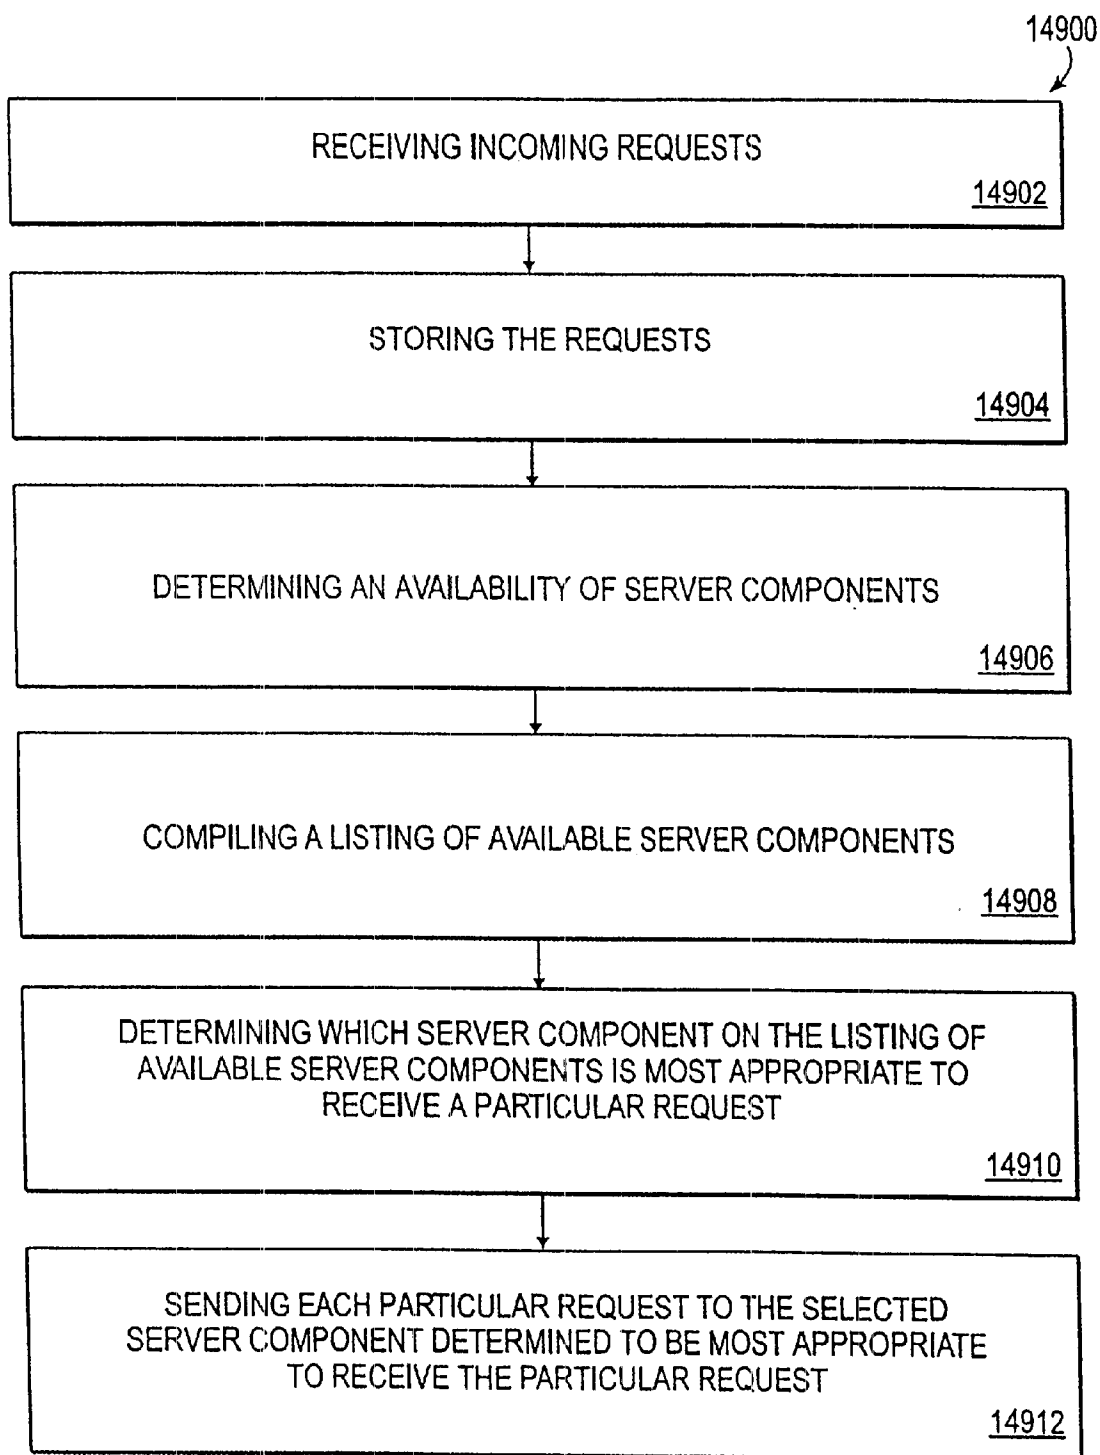 14900
RECEIVING INCOMING REQUESTS
14902
STORING THE REQUESTS
14904
DETERMINING AN AVAILABILITY OF SERVER COMPONENTS
14906
COMPILING A LISTING OF AVAILABLE SERVER COMPONENTS
14908
DETERMINING WHICH SERVER COMPONENT ON THE LISTING OF
AVAILABLE SERVER COMPONENTS IS MOST APPROPRIATE TO
RECEIVE A PARTICULAR REQUEST
14910
SENDING EACH PARTICULAR REQUEST TO THE SELECTED
SERVER COMPONENT DETERMINED TO BE MOST APPROPRIATE
TO RECEIVE THE PARTICULAR REQUEST
14912